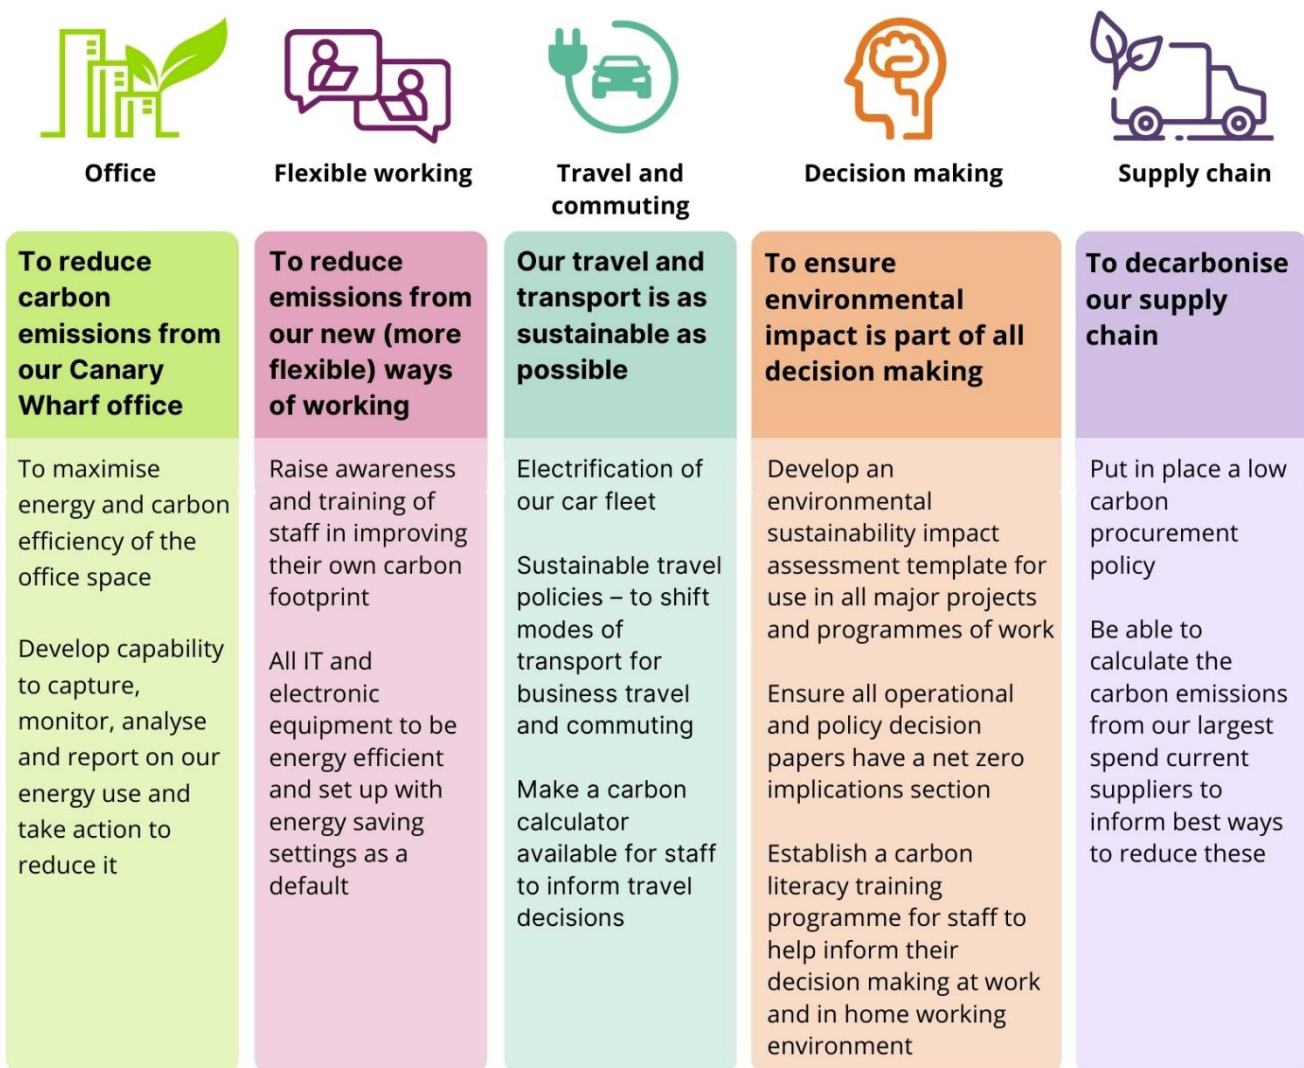 Office
Flexible working
Travel and
commuting
Decision making
Supply chain
To reduce
carbon
emissions from
our Canary
Wharf office
To maximise
energy and carbon
efficiency of the
office space
Develop capability
to capture,
monitor, analyse
and report on our
energy use and
take action to
reduce it
To reduce
emissions from
our new (more
flexible) ways
of working
Raise awareness
and training of
staff in improving
their own carbon
footprint
All IT and
electronic
equipment to be
energy efficient
and set up with
energy saving
settings as a
default
Our travel and
transport is as
sustainable as
possible
Electrification of
our car fleet
Sustainable travel
policies – to shift
modes of
transport for
business travel
and commuting
Make a carbon
calculator
available for staff
to inform travel
decisions
To ensure
environmental
impact is part of all
decision making
Develop an
environmental
sustainability impact
assessment template for
use in all major projects
and programmes of work
Ensure all operational
and policy decision
papers have a net zero
implications section
Establish a carbon
literacy training
programme for staff to
help inform their
decision making at work
and in home working
environment
To decarbonise
our supply
chain
Put in place a low
carbon
procurement
policy
Be able to
calculate the
carbon emissions
from our largest
spend current
suppliers to
inform best ways
to reduce these